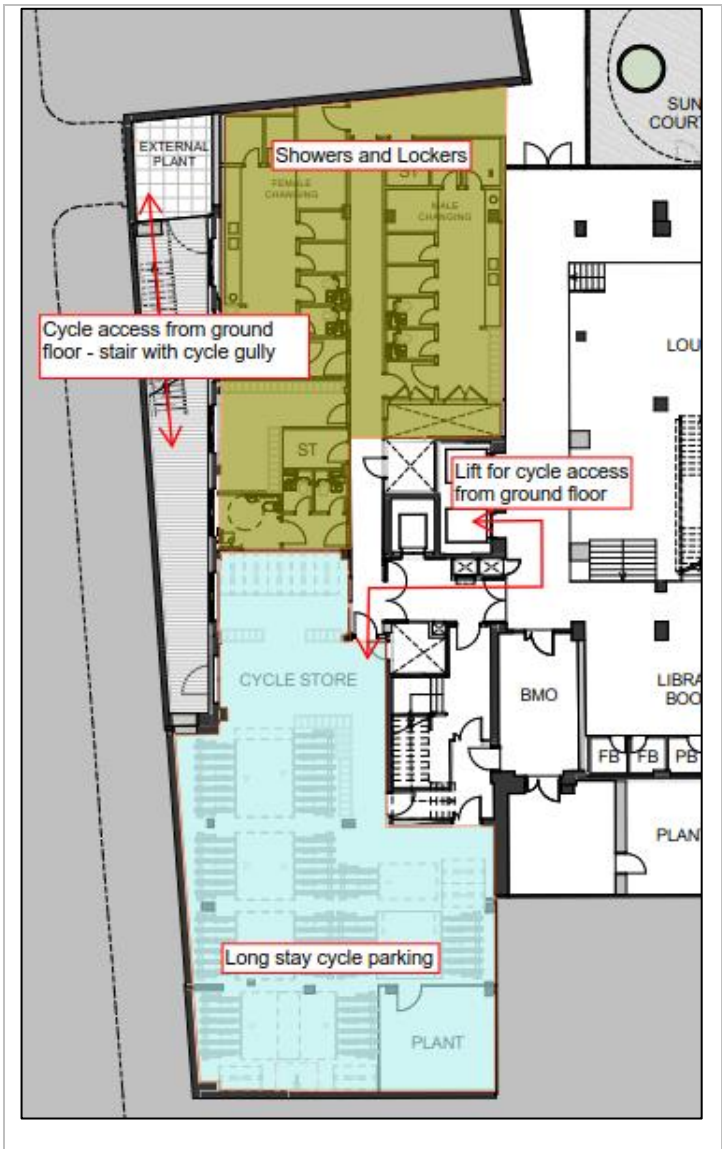 SUN
COUR
EXTERNAL
PLANT
Showers and Lockers
ST
FEMALE
CHANGING
MALE
CHANGING
Cycle access from ground
floor - stair with cycle gully
LOU
ST
Lift for cycle access
from ground floor
CYCLE STORE
BMO
LIBRA
BOO
FB
FB
PB
PLAN
Long stay cycle parking
PLANT